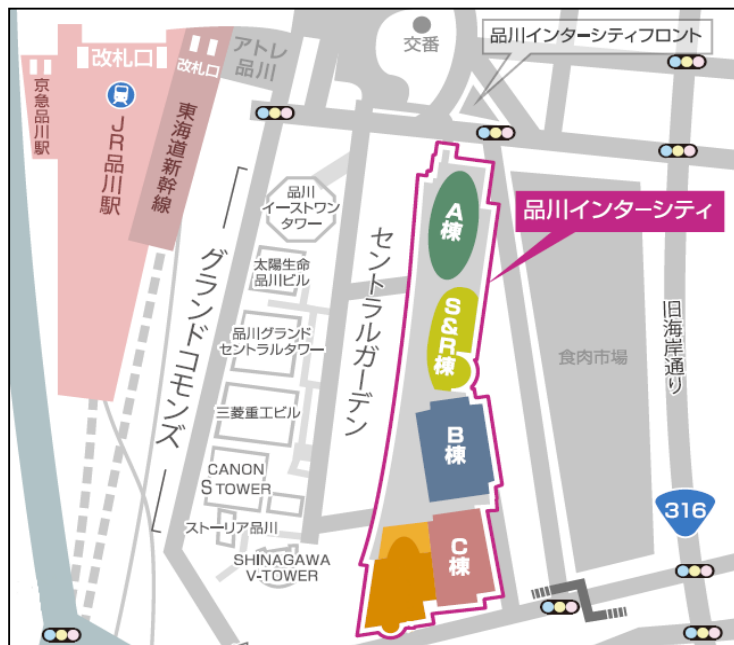 改札口
改札口
アトレ
品川
交番
品川インターシティフロント
京急品川駅
JR品川駅
東海道新幹線
品川
イーストワン
タワー
太陽生命
品川ビル
品川グランド
セントラルタワー
三菱重工ビル
CANON
S TOWER
ストーリア品川
SHINAGAWA
V-TOWER
グランドコモンズ
セントラルガーデン
A棟
S&R棟
B棟
C棟
品川インターシティ
食肉市場
旧海岸通り
316